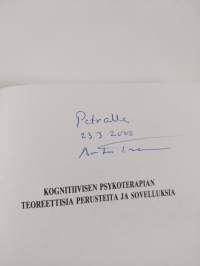 Petralle
23.3.2000
KOGNITIIVISEN PSYKOTERAPIAN
TEOREETTISIA PERUSTEITA JA SOVELLUKSIA